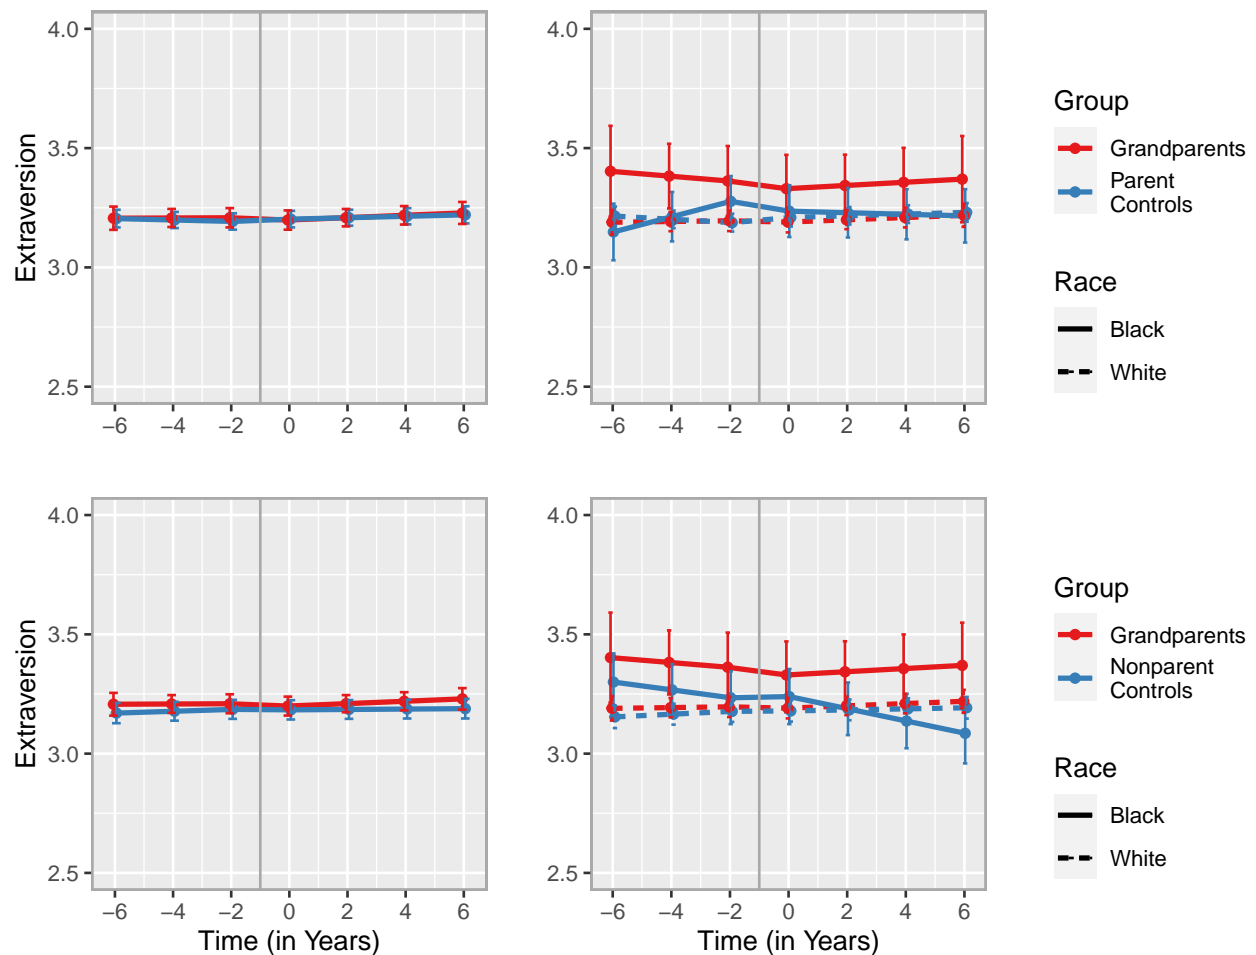 4.0
3.5
3.0
2.5
Extraversion
−6 −4 −2 0 2 4 6
4.0
3.5
3.0
2.5
−6 −4 −2 0 2 4 6
Group
Grandparents
Parent
Controls
Race
Black
White
4.0
3.5
3.0
2.5
Extraversion
−6 −4 −2 0 2 4 6
Time (in Years)
4.0
3.5
3.0
2.5
−6 −4 −2 0 2 4 6
Time (in Years)
Group
Grandparents
Nonparent
Controls
Race
Black
White